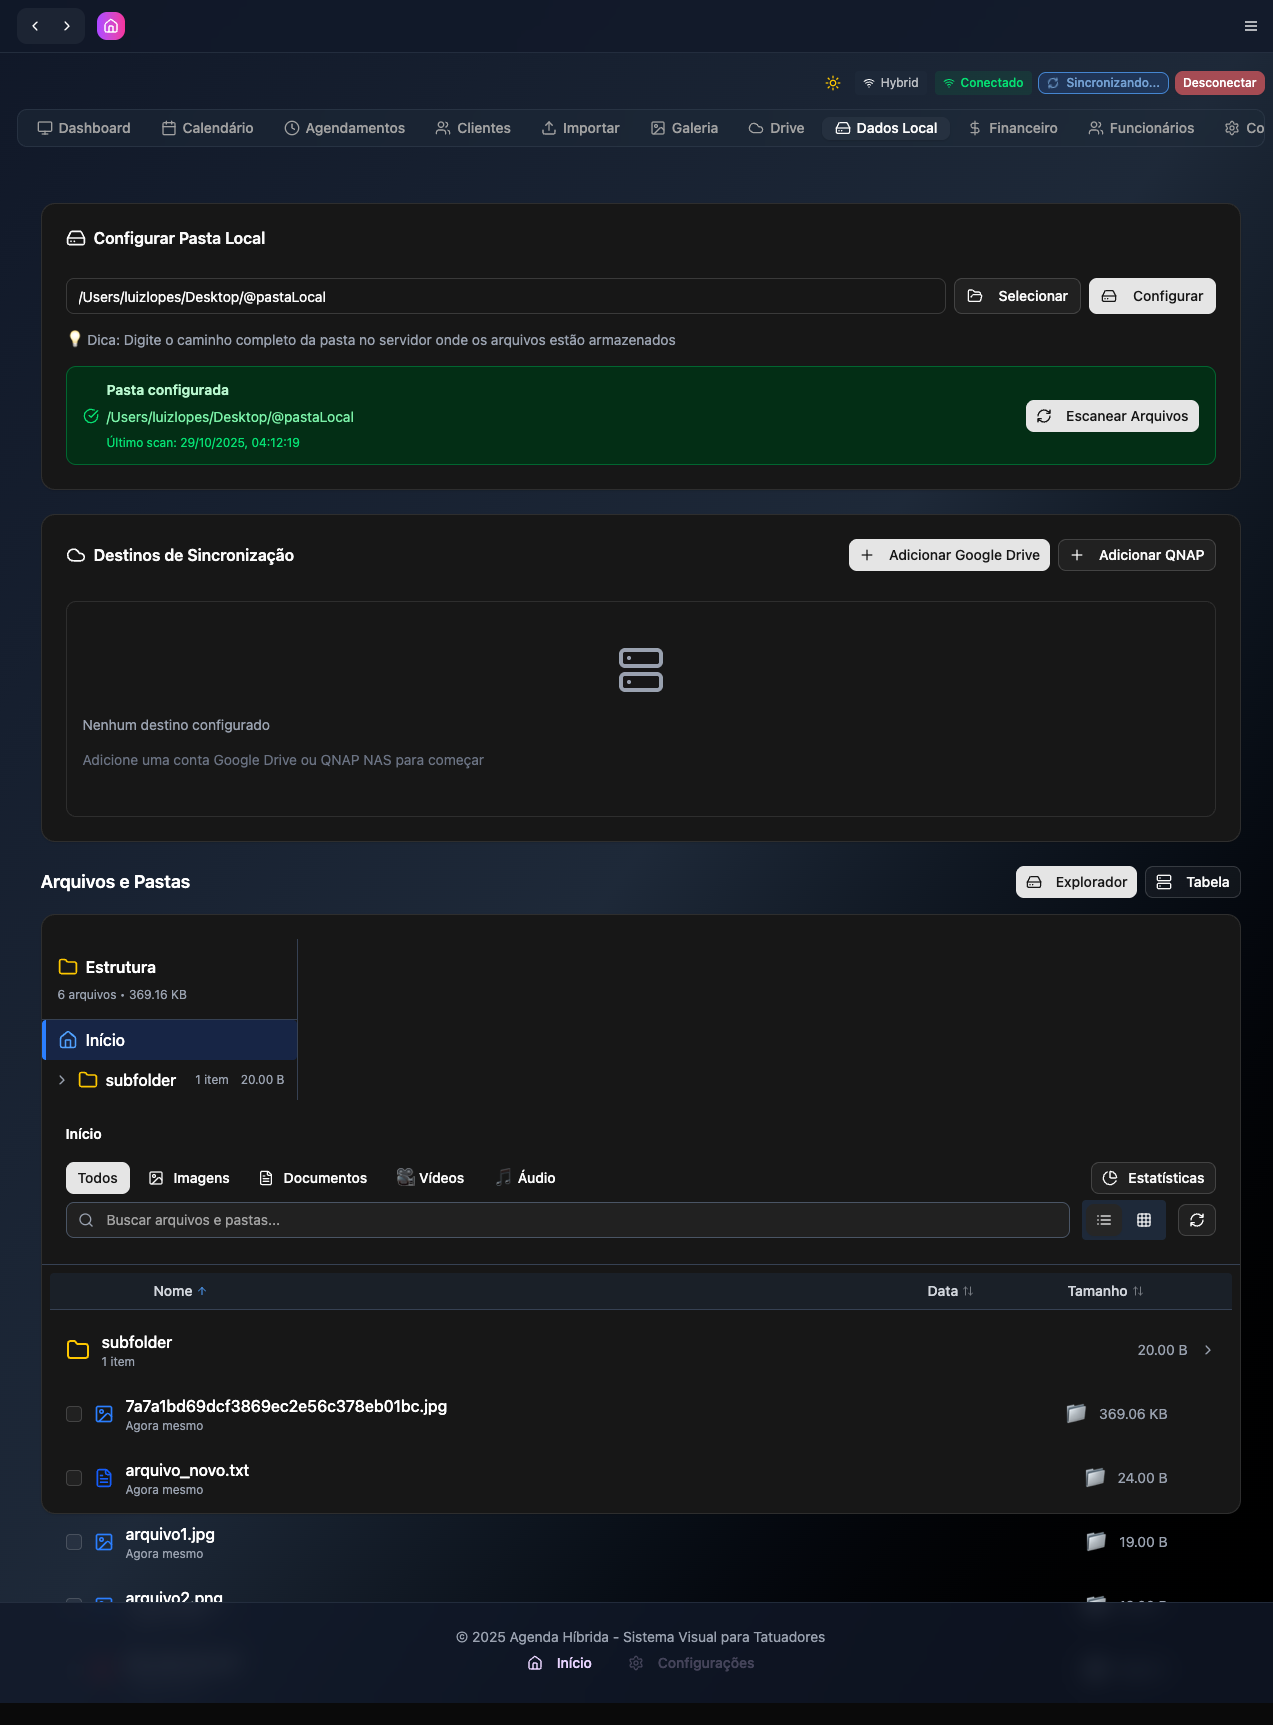 Hybrid
Conectado
Sincronizando...
Desconectar
Dashboard
Calendário
Agendamentos
Clientes
Importar
Galeria
Drive
Dados Local
Financeiro
Funcionários
Co
Configurar Pasta Local
/Users/luizlopes/Desktop/@pastaLocal
Selecionar
Configurar
Dica: Digite o caminho completo da pasta no servidor onde os arquivos estão armazenados
Pasta configurada
/Users/luizlopes/Desktop/@pastaLocal
Último scan: 29/10/2025, 04:12:19
Escanear Arquivos
Destinos de Sincronização
Adicionar Google Drive
Adicionar QNAP
Nenhum destino configurado
Adicione uma conta Google Drive ou QNAP NAS para começar
Arquivos e Pastas
Explorador
Tabela
Estrutura
6 arquivos • 369.16 KB
Início
subfolder 1 item 20.00 B
Início
Todos
Imagens
Documentos
Vídeos
Áudio
Estatísticas
Buscar arquivos e pastas...
Nome ↑
Data ↑↓
Tamanho ↑↓
subfolder
1 item
20.00 B
7a7a1bd69dcf3869ec2e56c378eb01bc.jpg
Agora mesmo
369.06 KB
arquivo_novo.txt
Agora mesmo
24.00 B
arquivo1.jpg
Agora mesmo
19.00 B
arquivo2.png
© 2025 Agenda Híbrida - Sistema Visual para Tatuadores
Início
Configurações